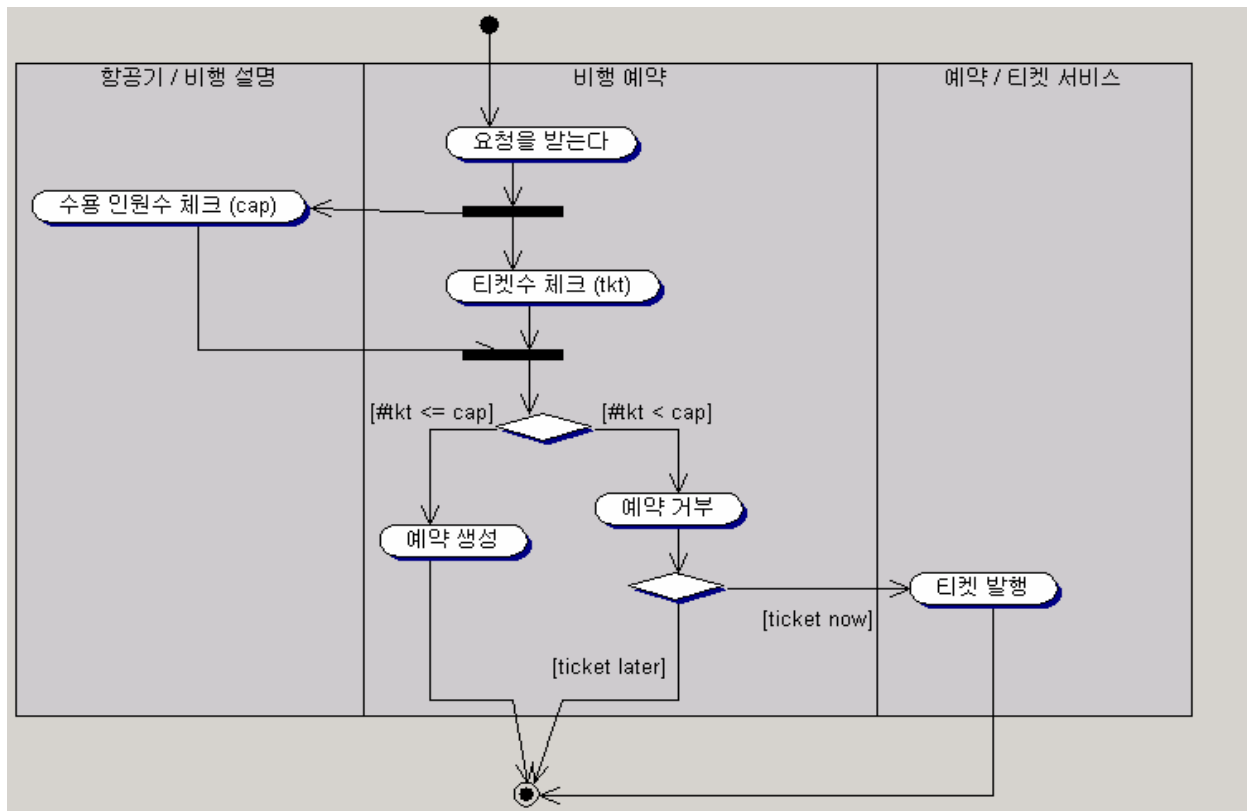 항공기 / 비행 설명
비행 예약
예약 / 티켓 서비스
요청을 받는다
수용 인원수 체크 (cap)
티켓수 체크 (tkt)
[#tkt <= cap]
[#tkt < cap]
예약 거부
예약 생성
티켓 발행
[ticket now]
[ticket later]